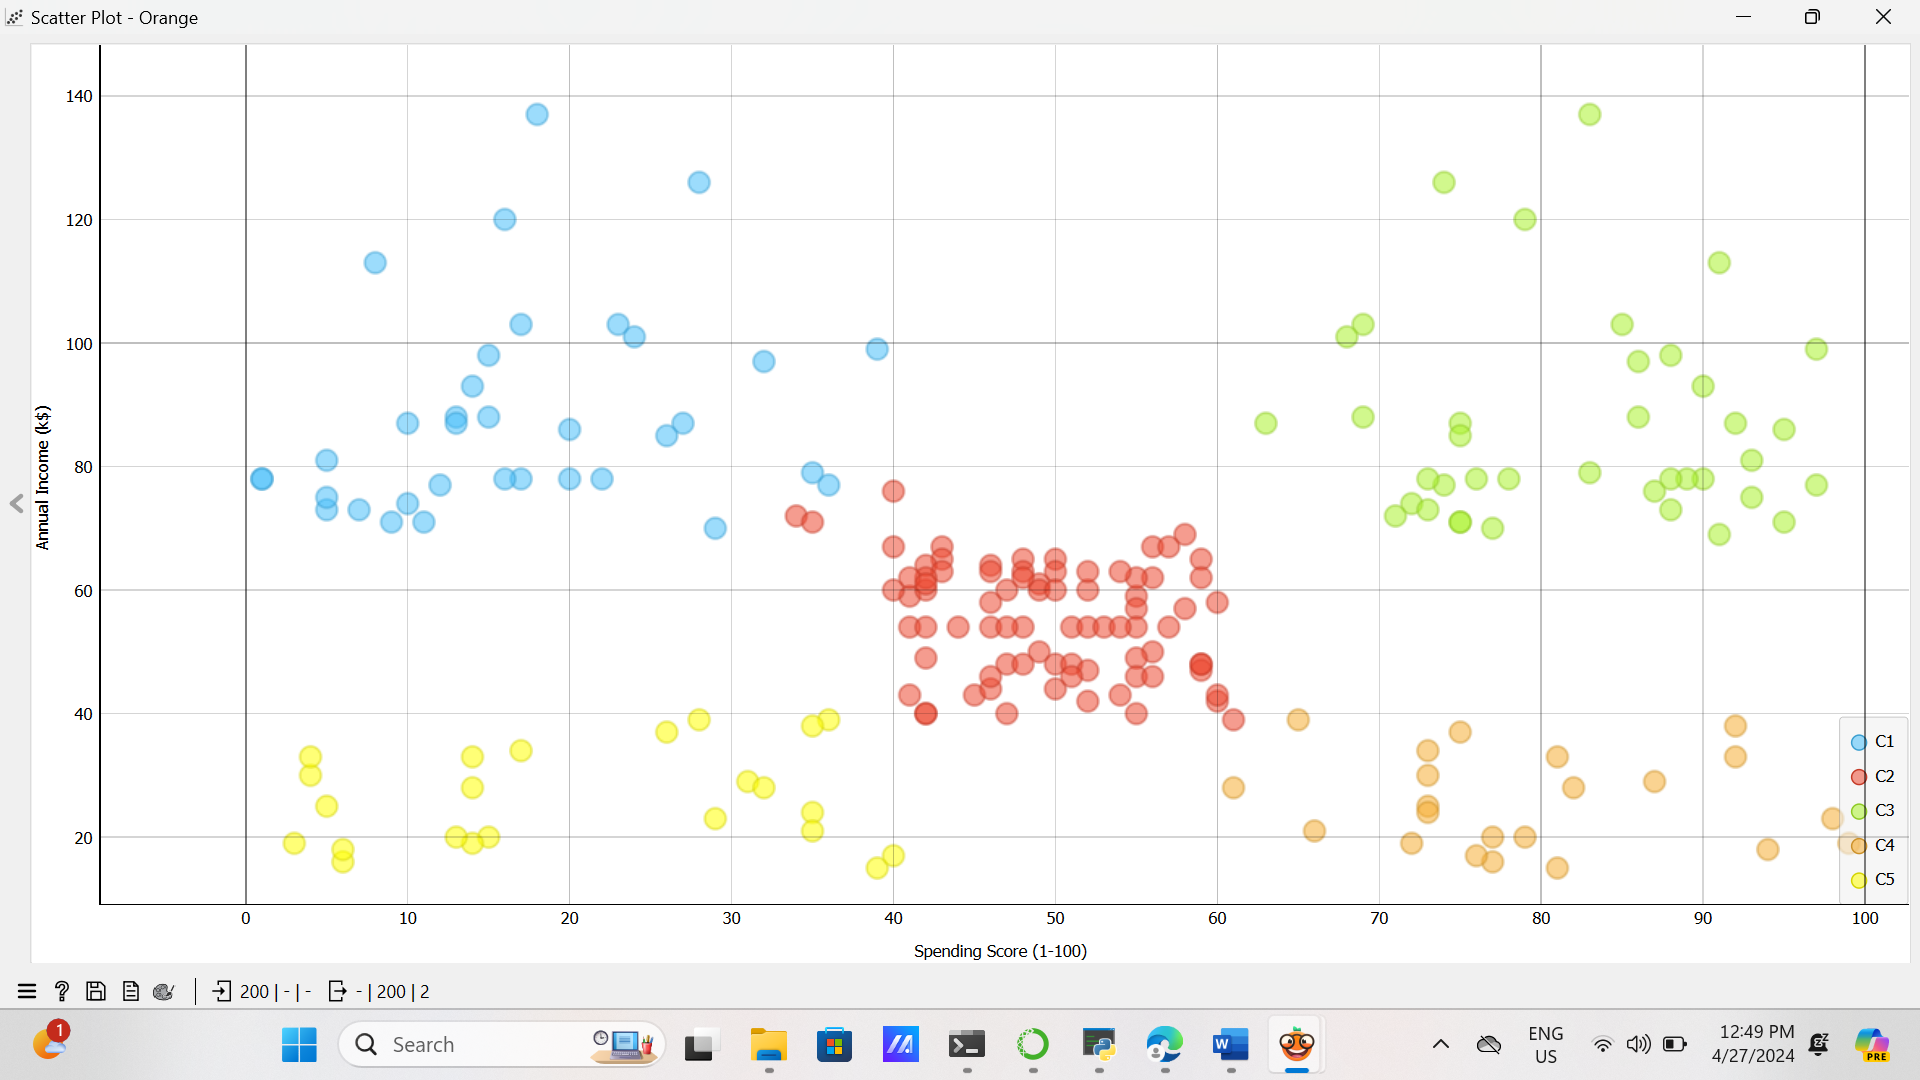 Scatter Plot - Orange
140
120
100
80
60
40
20
Annual Income (k$)
0 10 20 30 40 50 60 70 80 90 100
Spending Score (1-100)
C1
C2
C3
C4
C5
200 | - | - - | 200 | 2
1
Search
W
ENG
US
12:49 PM
4/27/2024
PRE